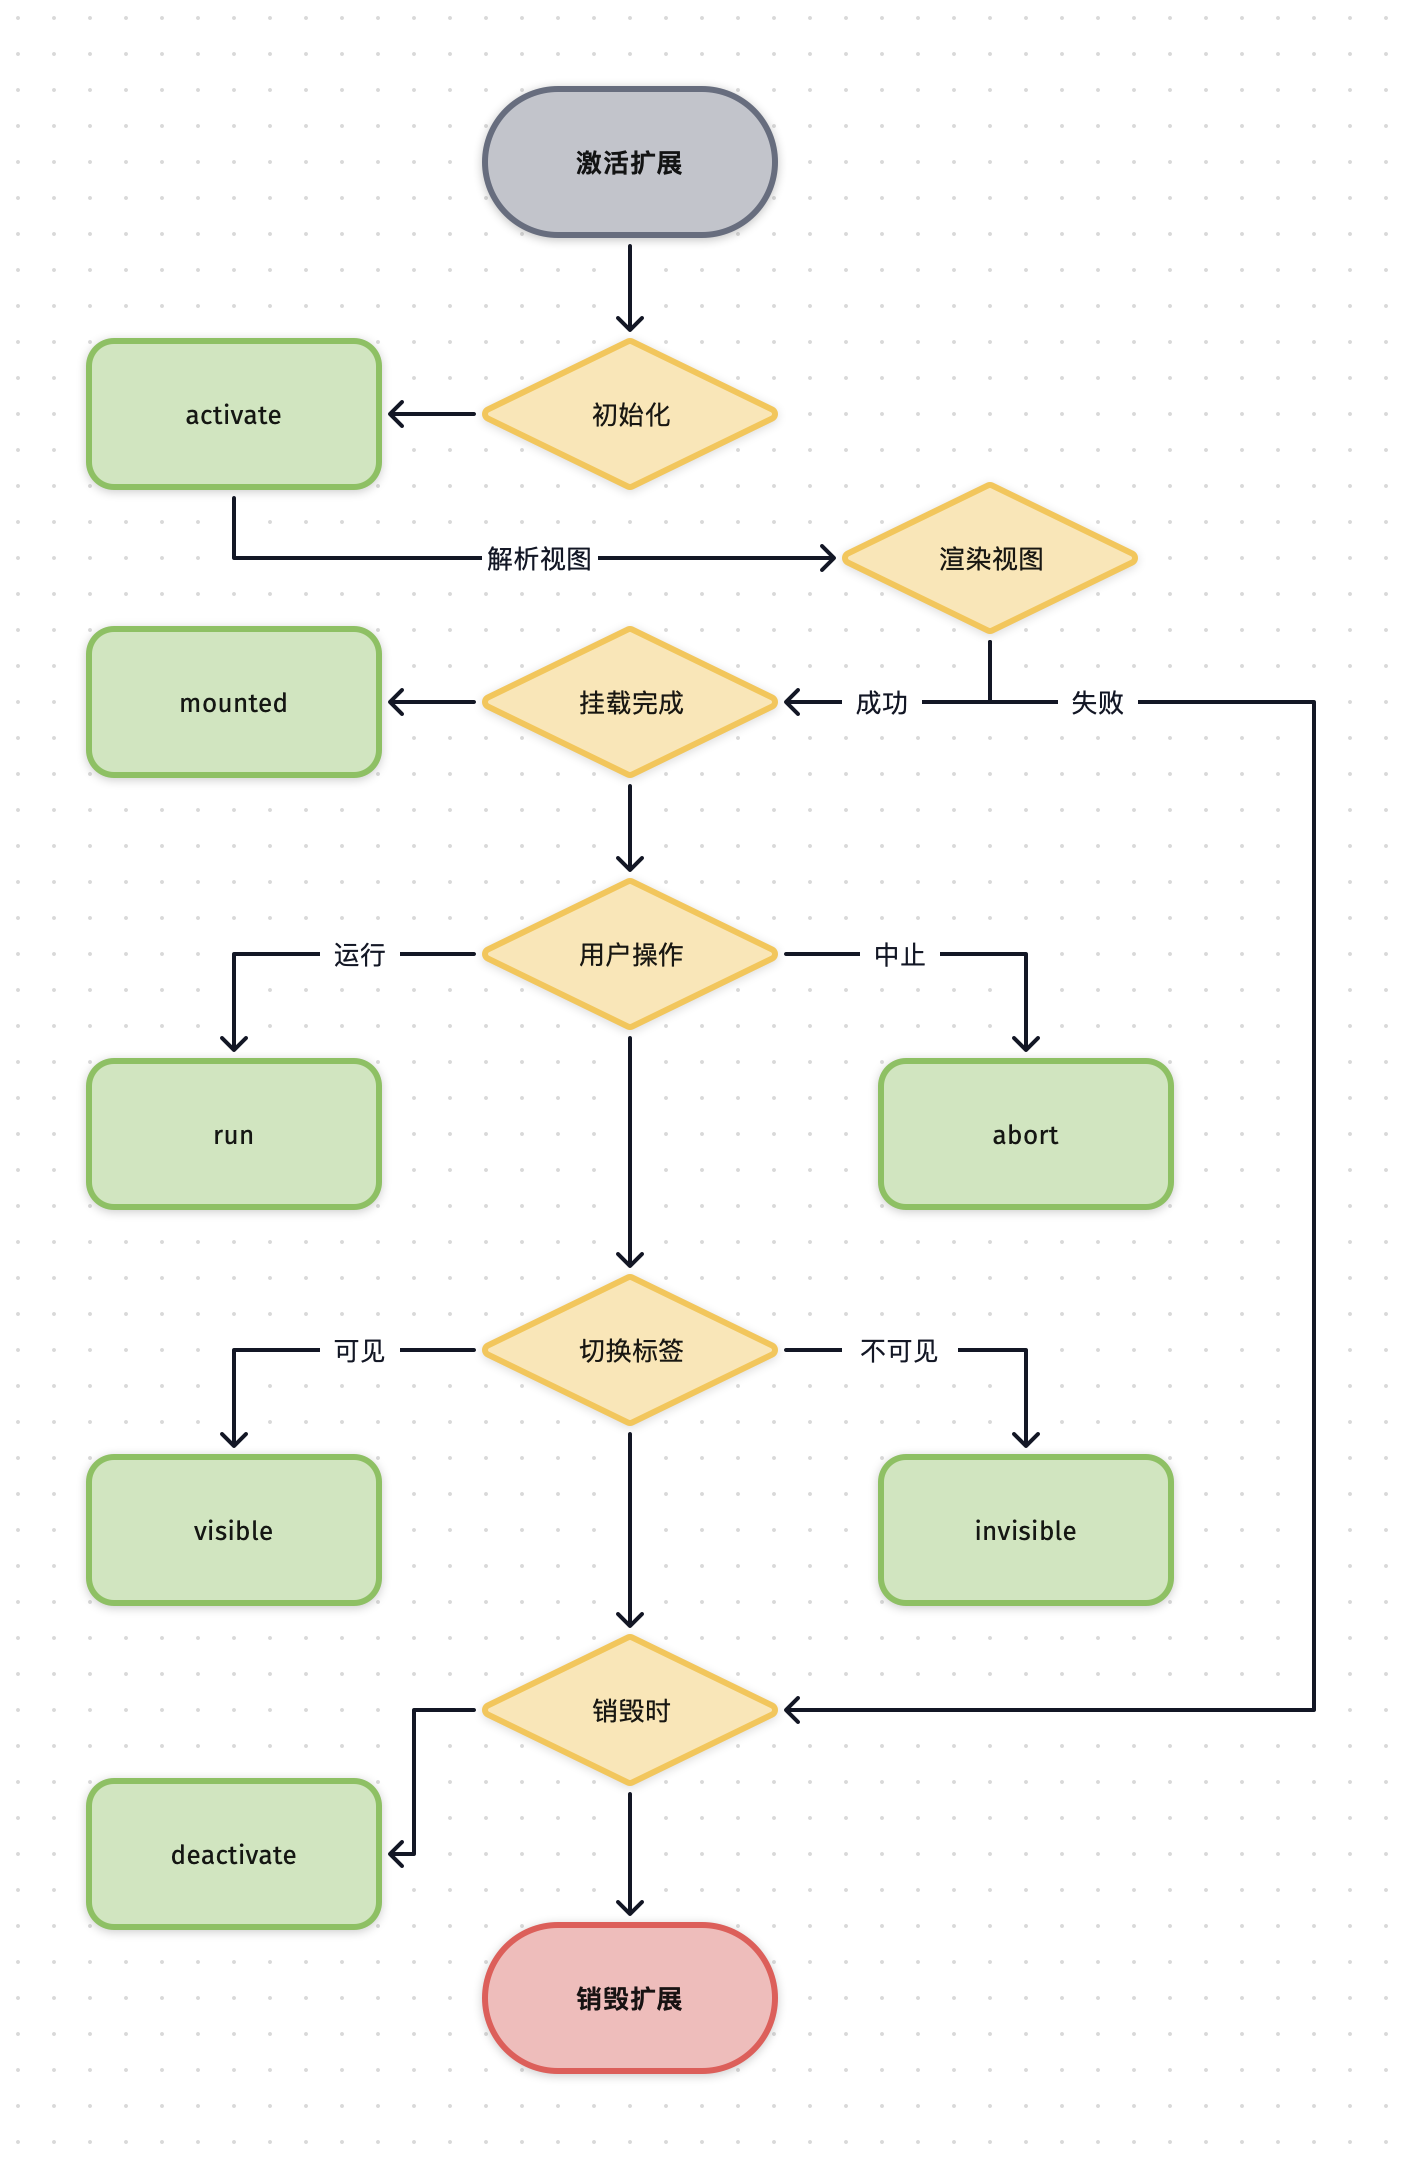 激活扩展
activate
初始化
解析视图
渲染视图
mounted
挂载完成
成功
失败
运行
用户操作
中止
run
abort
可见
切换标签
不可见
visible
invisible
销毁时
deactivate
销毁扩展